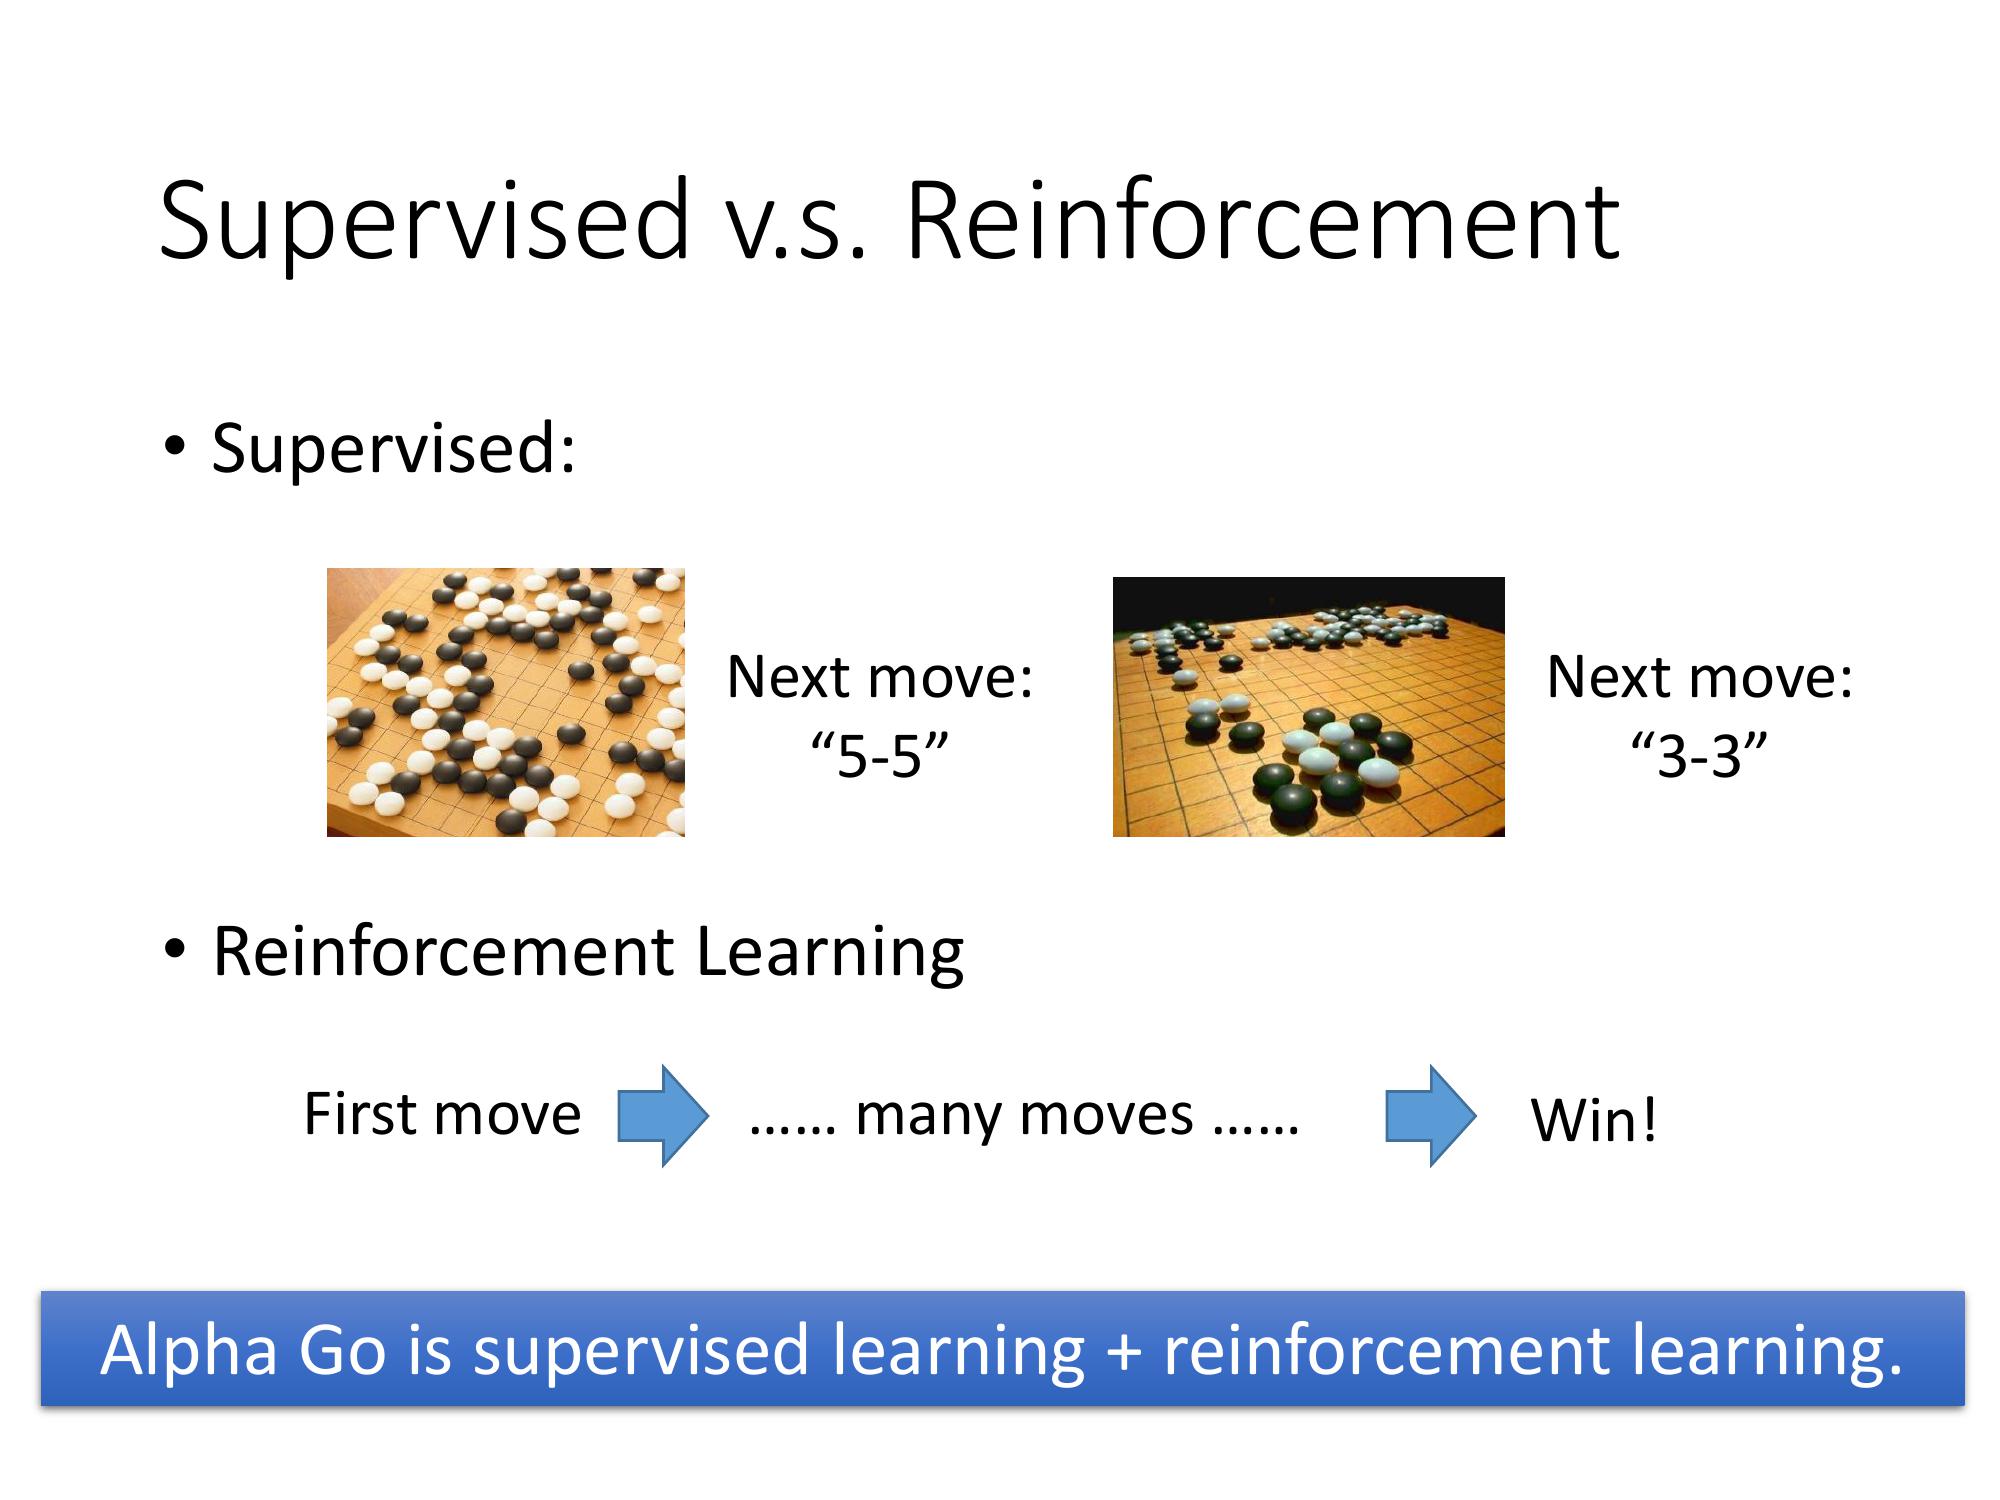 Supervised v.s. Reinforcement
• Supervised:
Next move:
“5-5”
Next move:
“3-3”
• Reinforcement Learning
First move
…… many moves ……
Win!
Alpha Go is supervised learning + reinforcement learning.